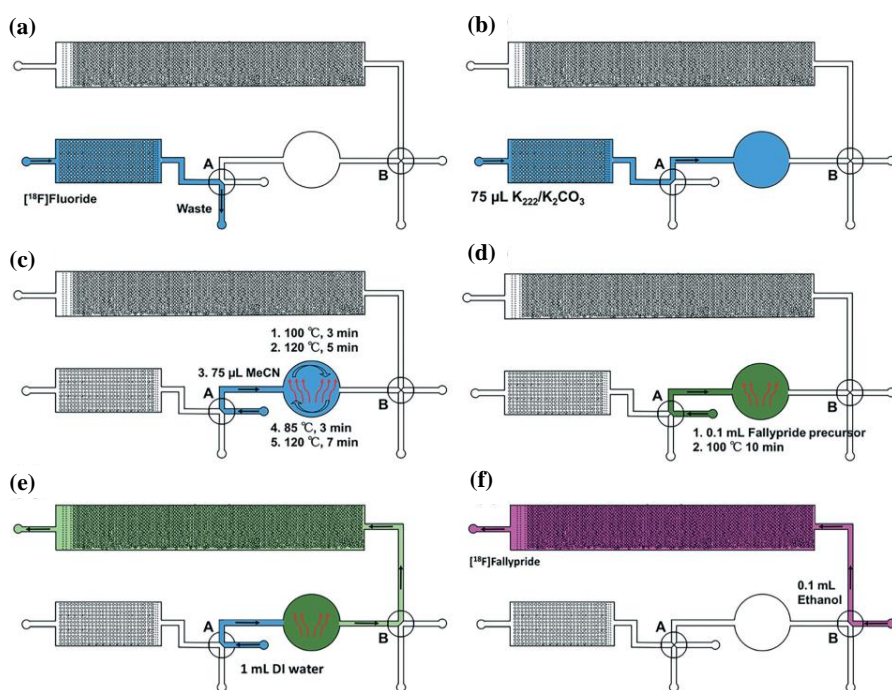 (a)
A
B
[¹⁸F]Fluoride
Waste
(b)
A
B
75 µL K₂₂₂/K₂CO₃
(c)
1. 100 ℃, 3 min
2. 120 ℃, 5 min
3. 75 µL MeCN
A
B
4. 85 ℃, 3 min
5. 120 ℃, 7 min
(d)
A
B
1. 0.1 mL Fallypride precursor
2. 100 ℃ 10 min
(e)
A
B
1 mL DI water
(f)
[¹⁸F]Fallypride
0.1 mL
Ethanol
A
B